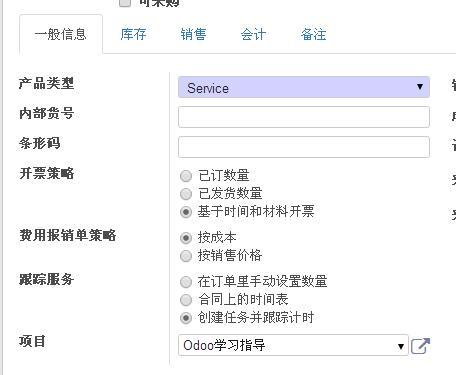 可采购
一般信息 库存 销售 会计 备注
产品类型 Service
内部货号
条形码
开票策略 已订数量
已发货数量
基于时间和材料开票
费用报销单策略 按成本
按销售价格
跟踪服务 在订单里手动设置数量
合同上的时间表
创建任务并跟踪计时
项目 Odoo学习指导